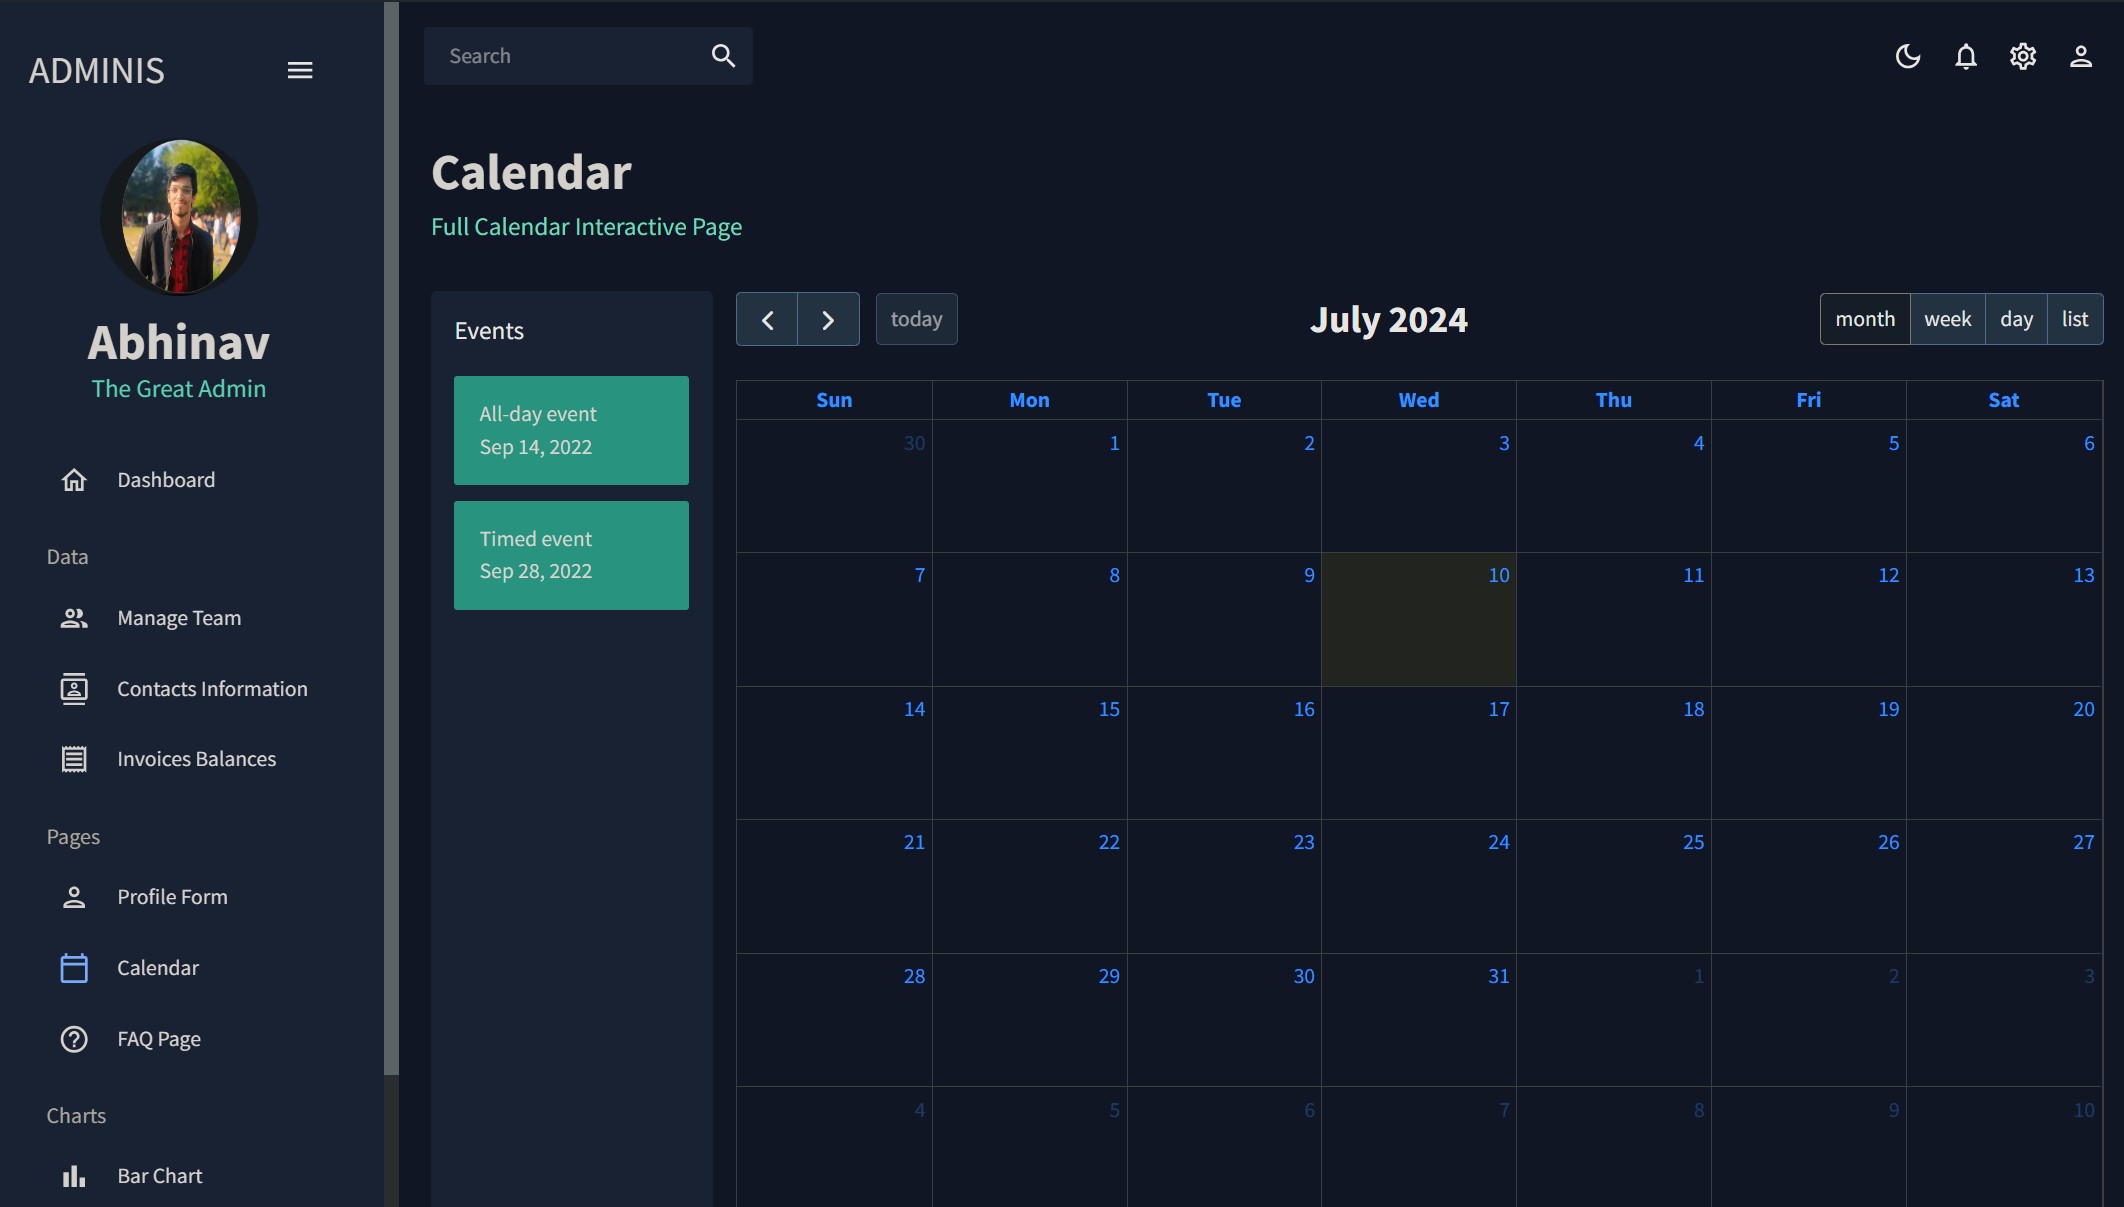 ADMINIS
Abhinav
The Great Admin
Dashboard
Data
Manage Team
Contacts Information
Invoices Balances
Pages
Profile Form
Calendar
FAQ Page
Charts
Bar Chart
Search
Calendar
Full Calendar Interactive Page
Events
All-day event
Sep 14, 2022
Timed event
Sep 28, 2022
today
July 2024
month week day list
Sun Mon Tue Wed Thu Fri Sat
30 1 2 3 4 5 6
7 8 9 10 11 12 13
14 15 16 17 18 19 20
21 22 23 24 25 26 27
28 29 30 31 1 2 3
4 5 6 7 8 9 10